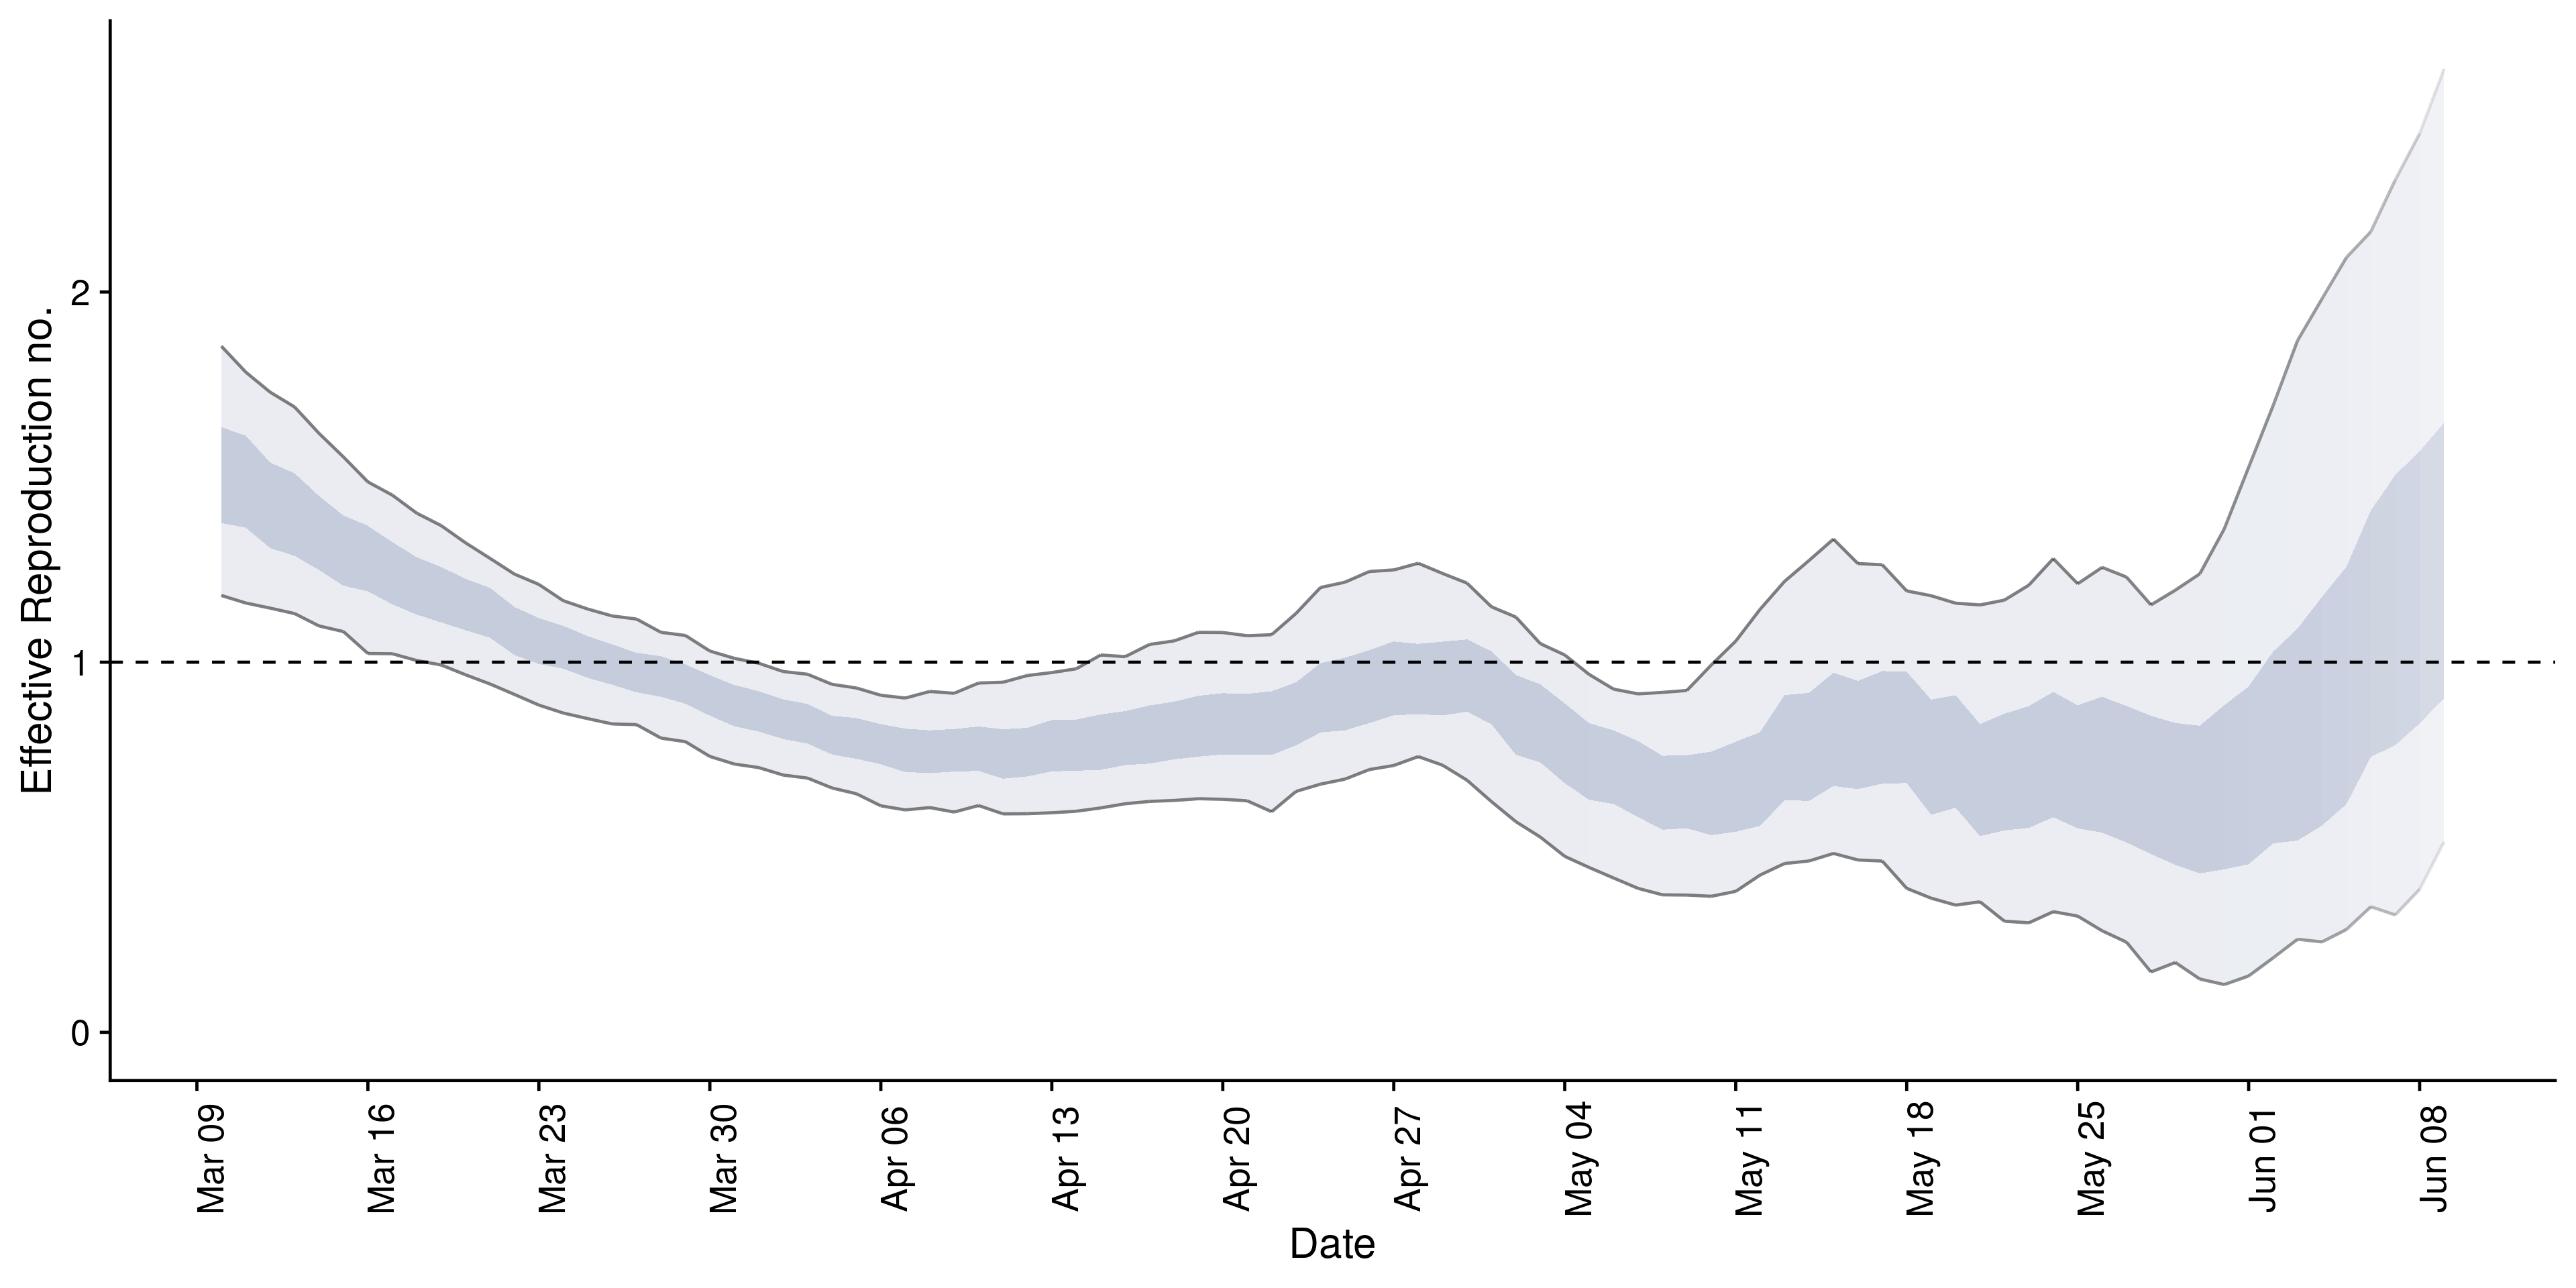 Effective Reproduction no.
2
1
0
Mar 09
Mar 16
Mar 23
Mar 30
Apr 06
Apr 13
Apr 20
Apr 27
May 04
May 11
May 18
May 25
Jun 01
Jun 08
Date